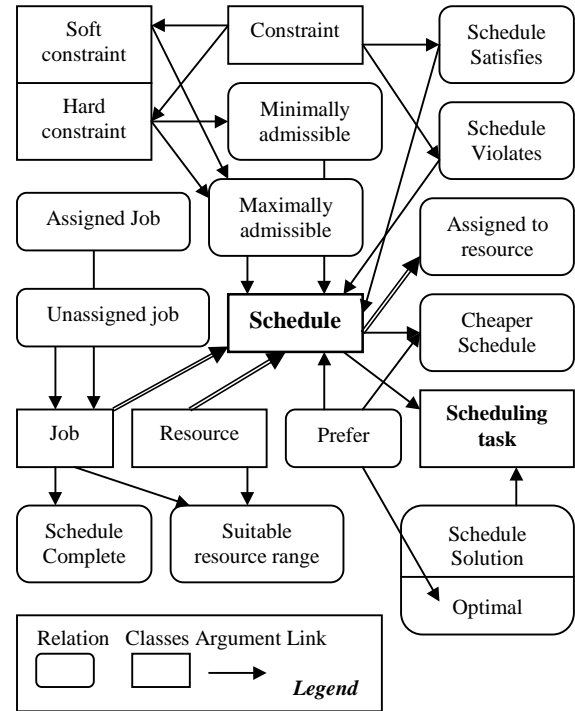 Soft
constraint
Hard
constraint
Constraint
Schedule
Satisfies
Minimally
admissible
Schedule
Violates
Assigned Job
Maximally
admissible
Assigned to
resource
Unassigned job
Schedule
Cheaper
Schedule
Job
Resource
Prefer
Scheduling
task
Schedule
Complete
Suitable
resource range
Schedule
Solution
Optimal
Relation Classes Argument Link
Legend